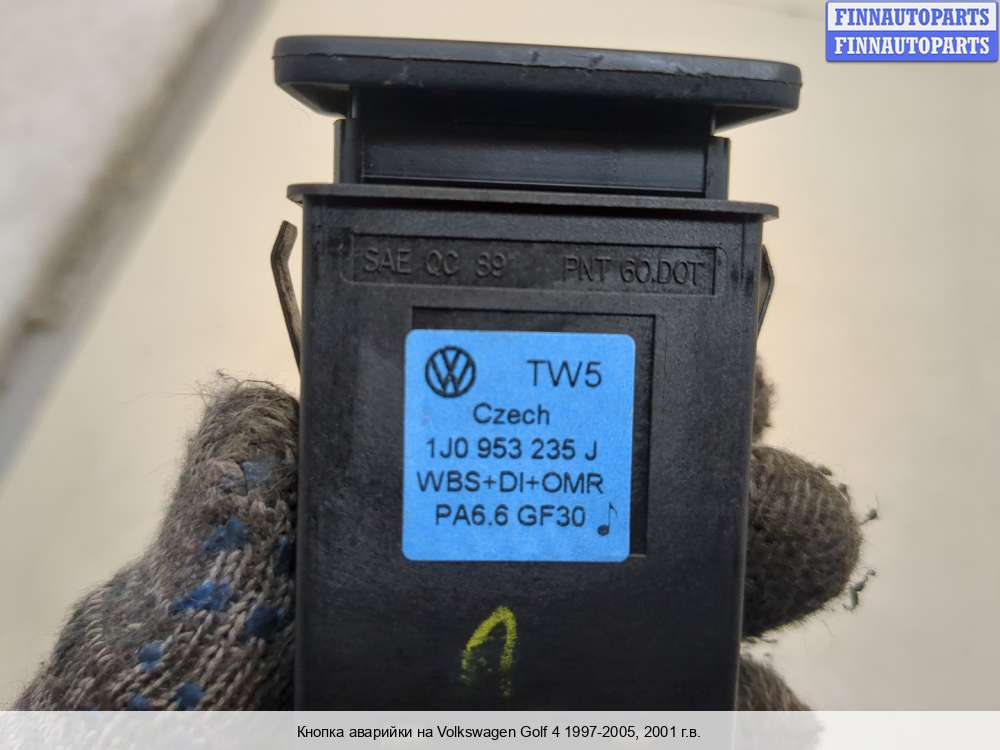 FINNAUTOPARTS
FINNAUTOPARTS
SAE QC 89 PNT 60.DOT
TW5
Czech
1J0 953 235 J
WBS+DI+OMR
PA6.6 GF30
Кнопка аварийки на Volkswagen Golf 4 1997-2005, 2001 г.в.